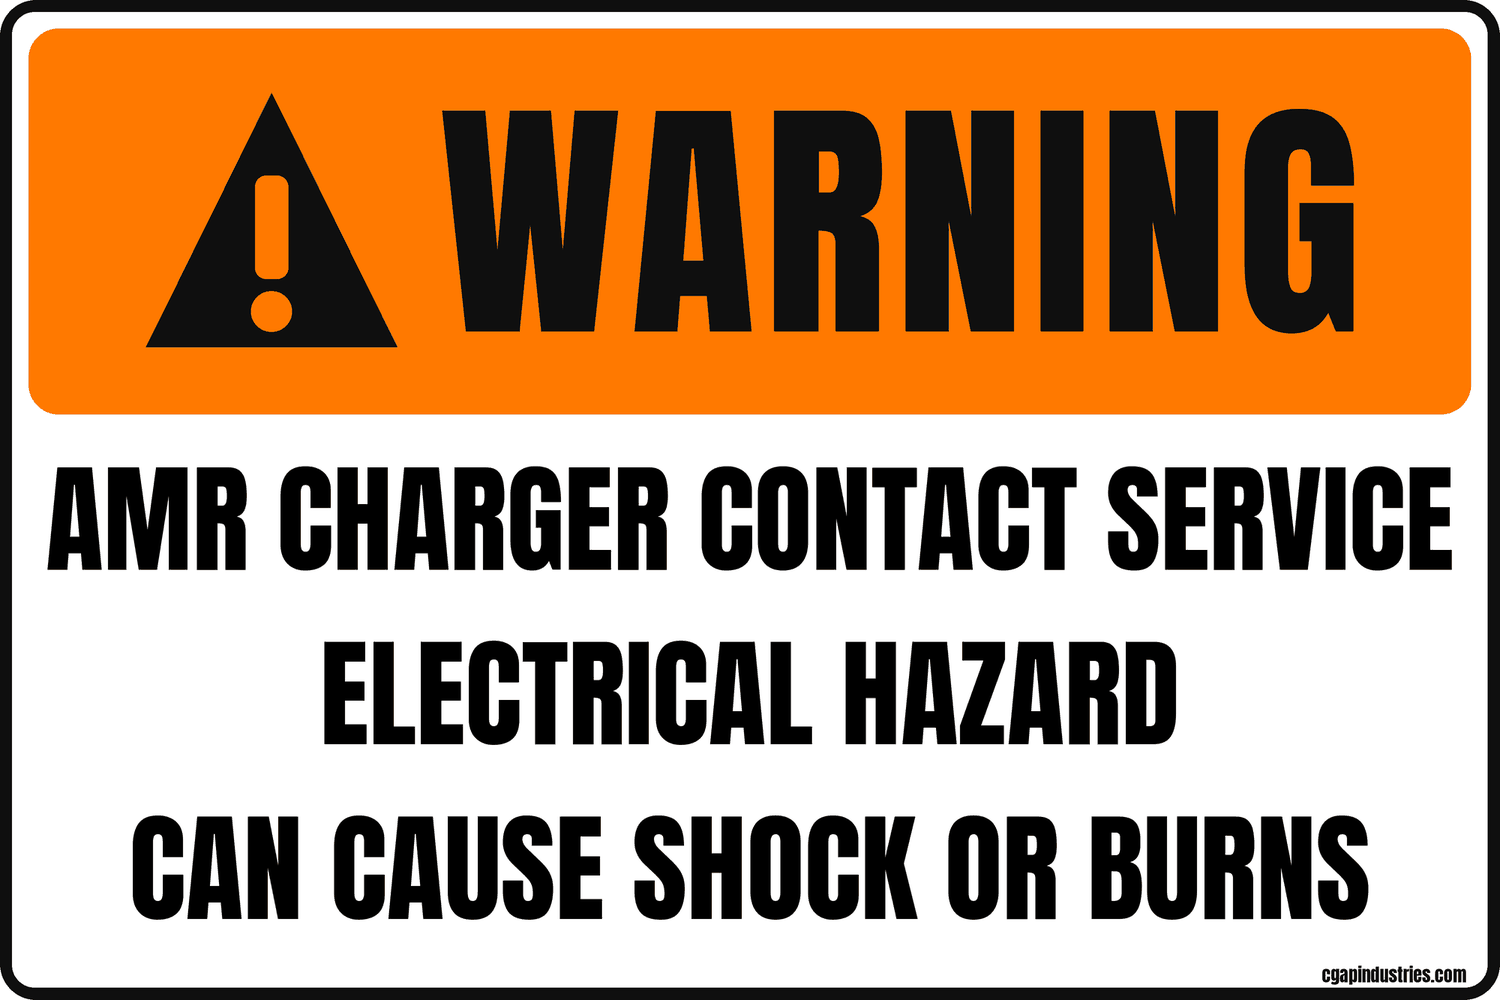 WARNING
AMR CHARGER CONTACT SERVICE
ELECTRICAL HAZARD
CAN CAUSE SHOCK OR BURNS
cgapindustries.com